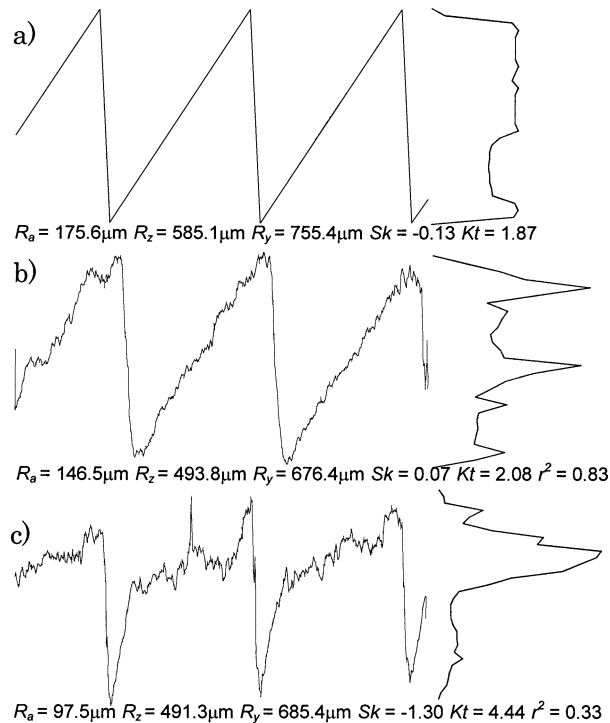 a)
Ra = 175.6μm Rz = 585.1μm Ry = 755.4μm Sk = -0.13 Kt = 1.87
b)
Ra = 146.5μm Rz = 493.8μm Ry = 676.4μm Sk = 0.07 Kt = 2.08 r² = 0.83
c)
Ra = 97.5μm Rz = 491.3μm Ry = 685.4μm Sk = -1.30 Kt = 4.44 r² = 0.33